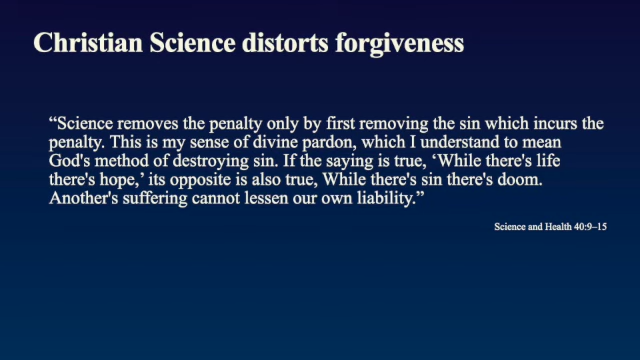 Christian Science distorts forgiveness
“Science removes the penalty only by first removing the sin which incurs the
penalty. This is my sense of divine pardon, which I understand to mean
God's method of destroying sin. If the saying is true, ‘While there's life
there's hope,’ its opposite is also true, While there's sin there's doom.
Another's suffering cannot lessen our own liability.”
Science and Health 40:9–15